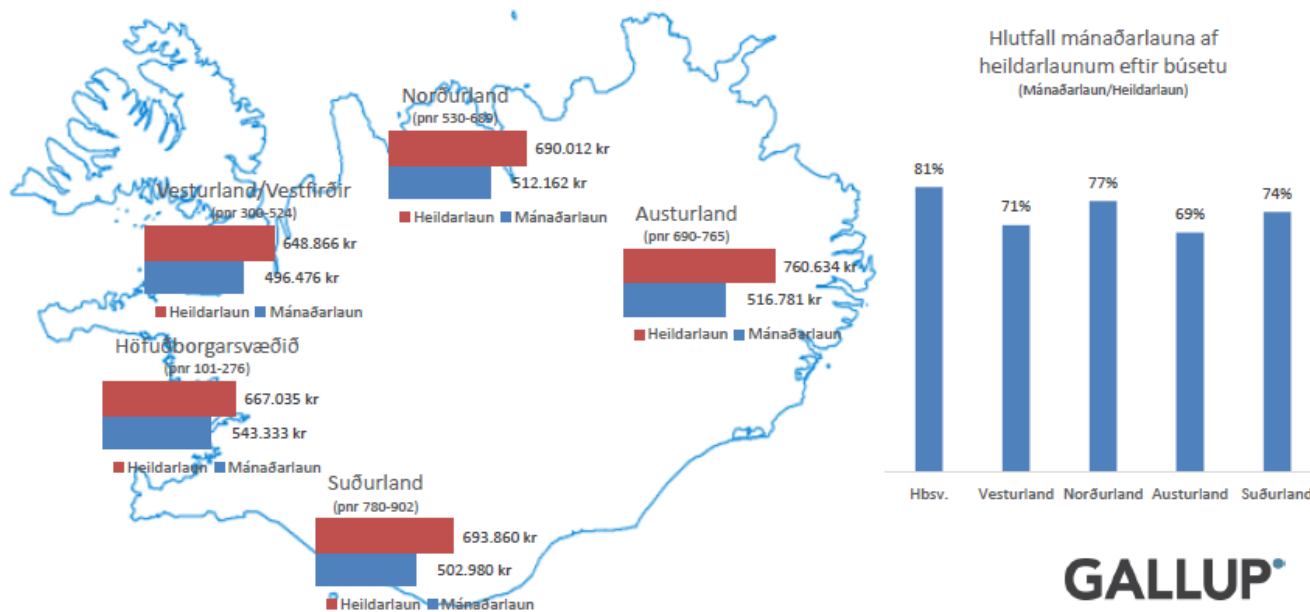 Norðurland
(pnr 530-689)
690.012 kr
512.162 kr
Heildarlaun Mánaðarlaun
Vesturland/Vestfirðir
(pnr 300-524)
648.866 kr
496.476 kr
Heildarlaun Mánaðarlaun
Austurland
(pnr 690-765)
760.634 kr
516.781 kr
Heildarlaun Mánaðarlaun
Höfuðborgarsvæðið
(pnr 101-276)
667.035 kr
543.333 kr
Heildarlaun Mánaðarlaun
Suðurland
(pnr 780-902)
693.860 kr
502.980 kr
Heildarlaun Mánaðarlaun
Hlutfall mánaðarlauna af
heildarlaunum eftir búsetu
(Mánaðarlaun/Heildarlaun)
81% 71% 77% 69% 74%
Hbsv. Vesturland Norðurland Austurland Suðurland
GALLUP